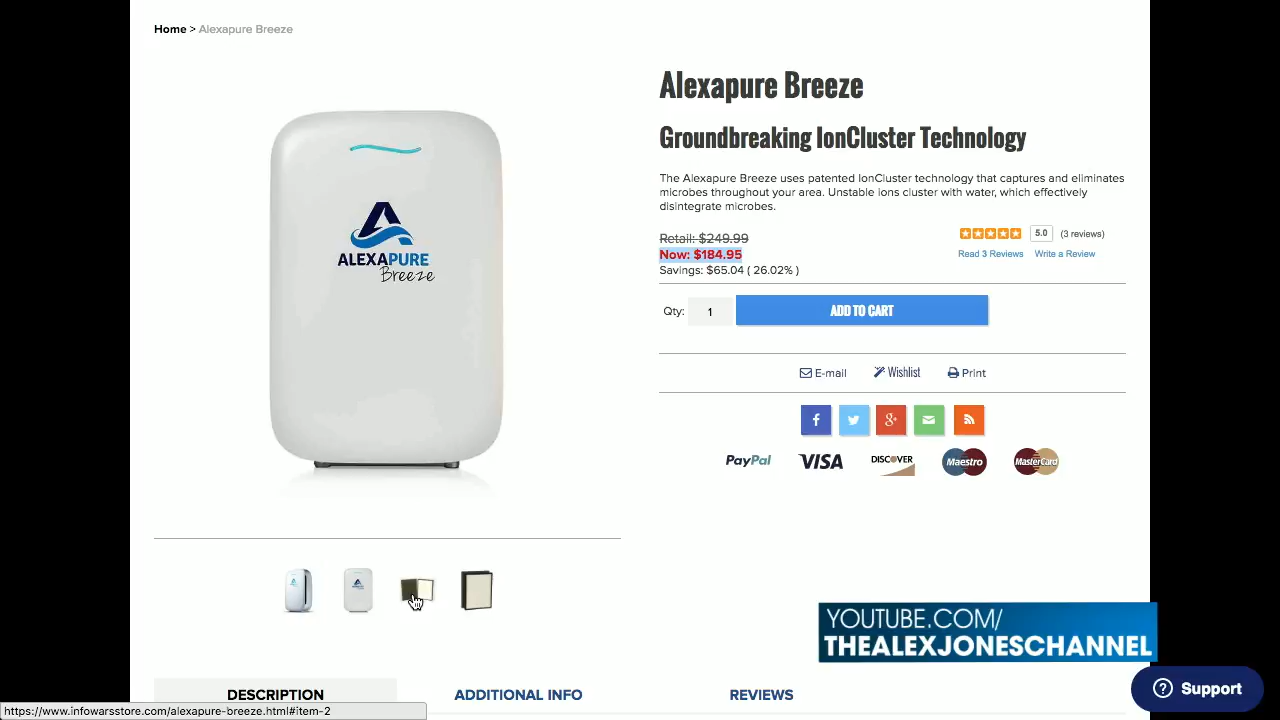 Home > Alexapure Breeze
Alexapure Breeze
Groundbreaking IonCluster Technology
The Alexapure Breeze uses patented IonCluster technology that captures and eliminates
microbes throughout your area. Unstable ions cluster with water, which effectively
disintegrate microbes.
Retail: $249.99
Now: $184.95
Savings: $65.04 ( 26.02% )
5.0 (3 reviews)
Read 3 Reviews Write a Review
Qty: 1 ADD TO CART
E-mail Wishlist Print
PayPal VISA DISCOVER Maestro MasterCard
ALEXAPURE
Breeze
YOUTUBE.COM/
THEALEXJONESCHANNEL
Support
DESCRIPTION ADDITIONAL INFO REVIEWS
https://www.infowarsstore.com/alexapure-breeze.html#item-2